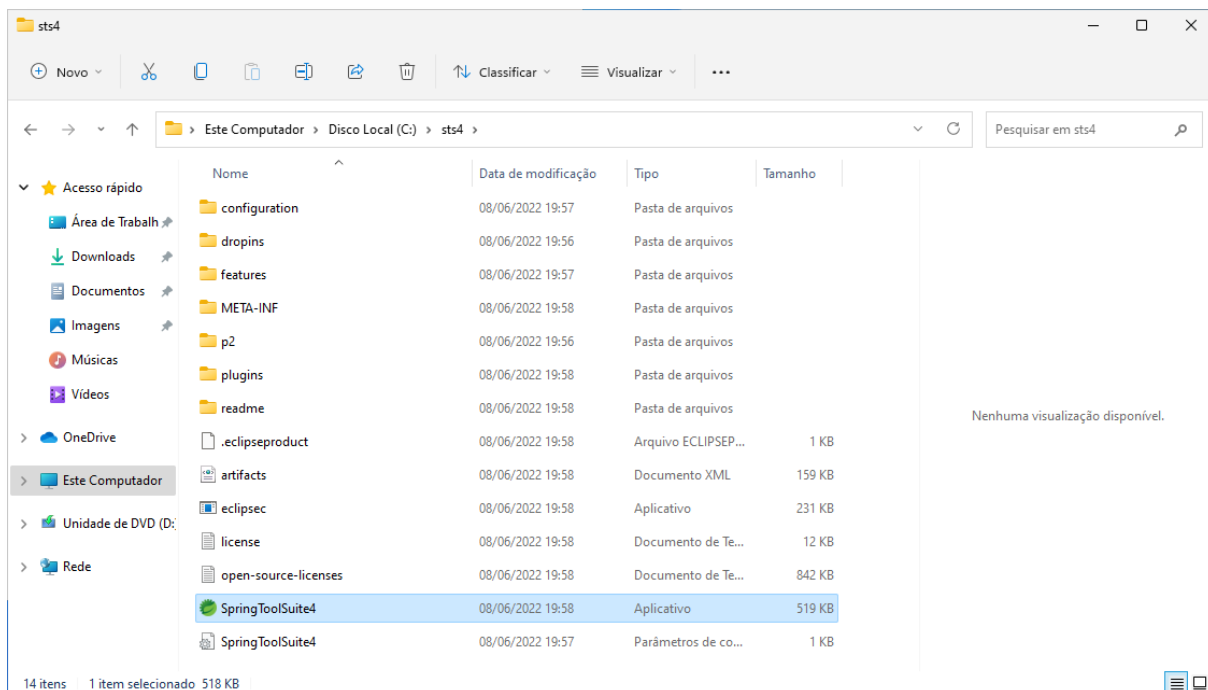 sts4
Novo
Classificar
Visualizar
Este Computador > Disco Local (C:) > sts4 >
Pesquisar em sts4
Acesso rápido
Área de Trabalh
Downloads
Documentos
Imagens
Músicas
Vídeos
OneDrive
Este Computador
Unidade de DVD (D:
Rede
Nome Data de modificação Tipo Tamanho
configuration 08/06/2022 19:57 Pasta de arquivos
dropins 08/06/2022 19:56 Pasta de arquivos
features 08/06/2022 19:57 Pasta de arquivos
META-INF 08/06/2022 19:58 Pasta de arquivos
p2 08/06/2022 19:56 Pasta de arquivos
plugins 08/06/2022 19:58 Pasta de arquivos
readme 08/06/2022 19:58 Pasta de arquivos
.eclipseproduct 08/06/2022 19:58 Arquivo ECLIPSEP... 1 KB
artifacts 08/06/2022 19:58 Documento XML 159 KB
eclipsec 08/06/2022 19:58 Aplicativo 231 KB
license 08/06/2022 19:58 Documento de Te... 12 KB
open-source-licenses 08/06/2022 19:58 Documento de Te... 842 KB
SpringToolSuite4 08/06/2022 19:58 Aplicativo 519 KB
SpringToolSuite4 08/06/2022 19:57 Parâmetros de co... 1 KB
Nenhuma visualização disponível.
14 itens 1 item selecionado 518 KB